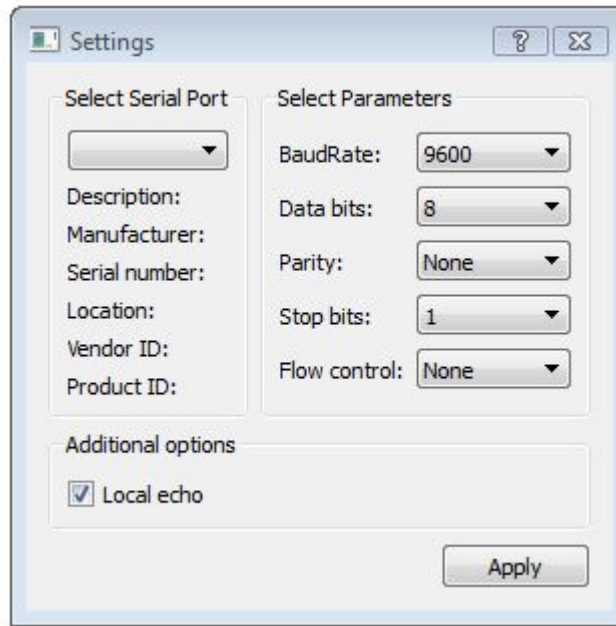 Settings
Select Serial Port
Description:
Manufacturer:
Serial number:
Location:
Vendor ID:
Product ID:
Select Parameters
BaudRate: 9600
Data bits: 8
Parity: None
Stop bits: 1
Flow control: None
Additional options
Local echo
Apply